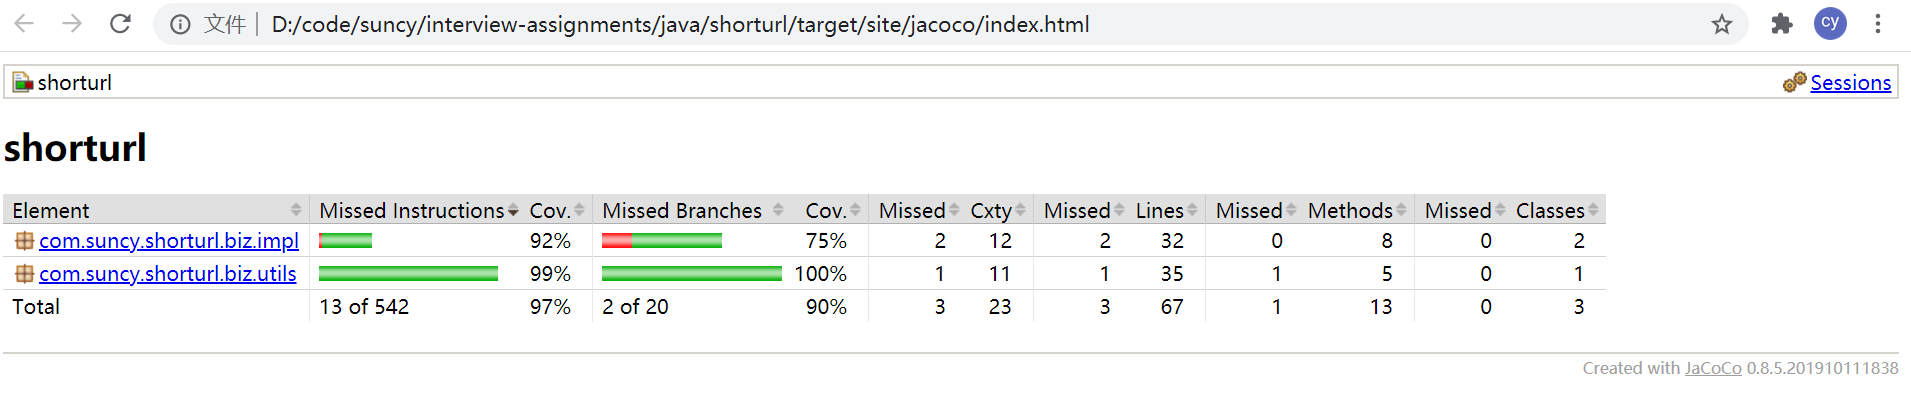 文件 D:/code/suncy/interview-assignments/java/shorturl/target/site/jacoco/index.html cy
shorturl Sessions
shorturl
Element Missed Instructions Cov. Missed Branches Cov. Missed Cxty Missed Lines Missed Methods Missed Classes
com.suncy.shorturl.biz.impl 92% 75% 2 12 2 32 0 8 0 2
com.suncy.shorturl.biz.utils 99% 100% 1 11 1 35 1 5 0 1
Total 13 of 542 97% 2 of 20 90% 3 23 3 67 1 13 0 3
Created with JaCoCo 0.8.5.201910111838